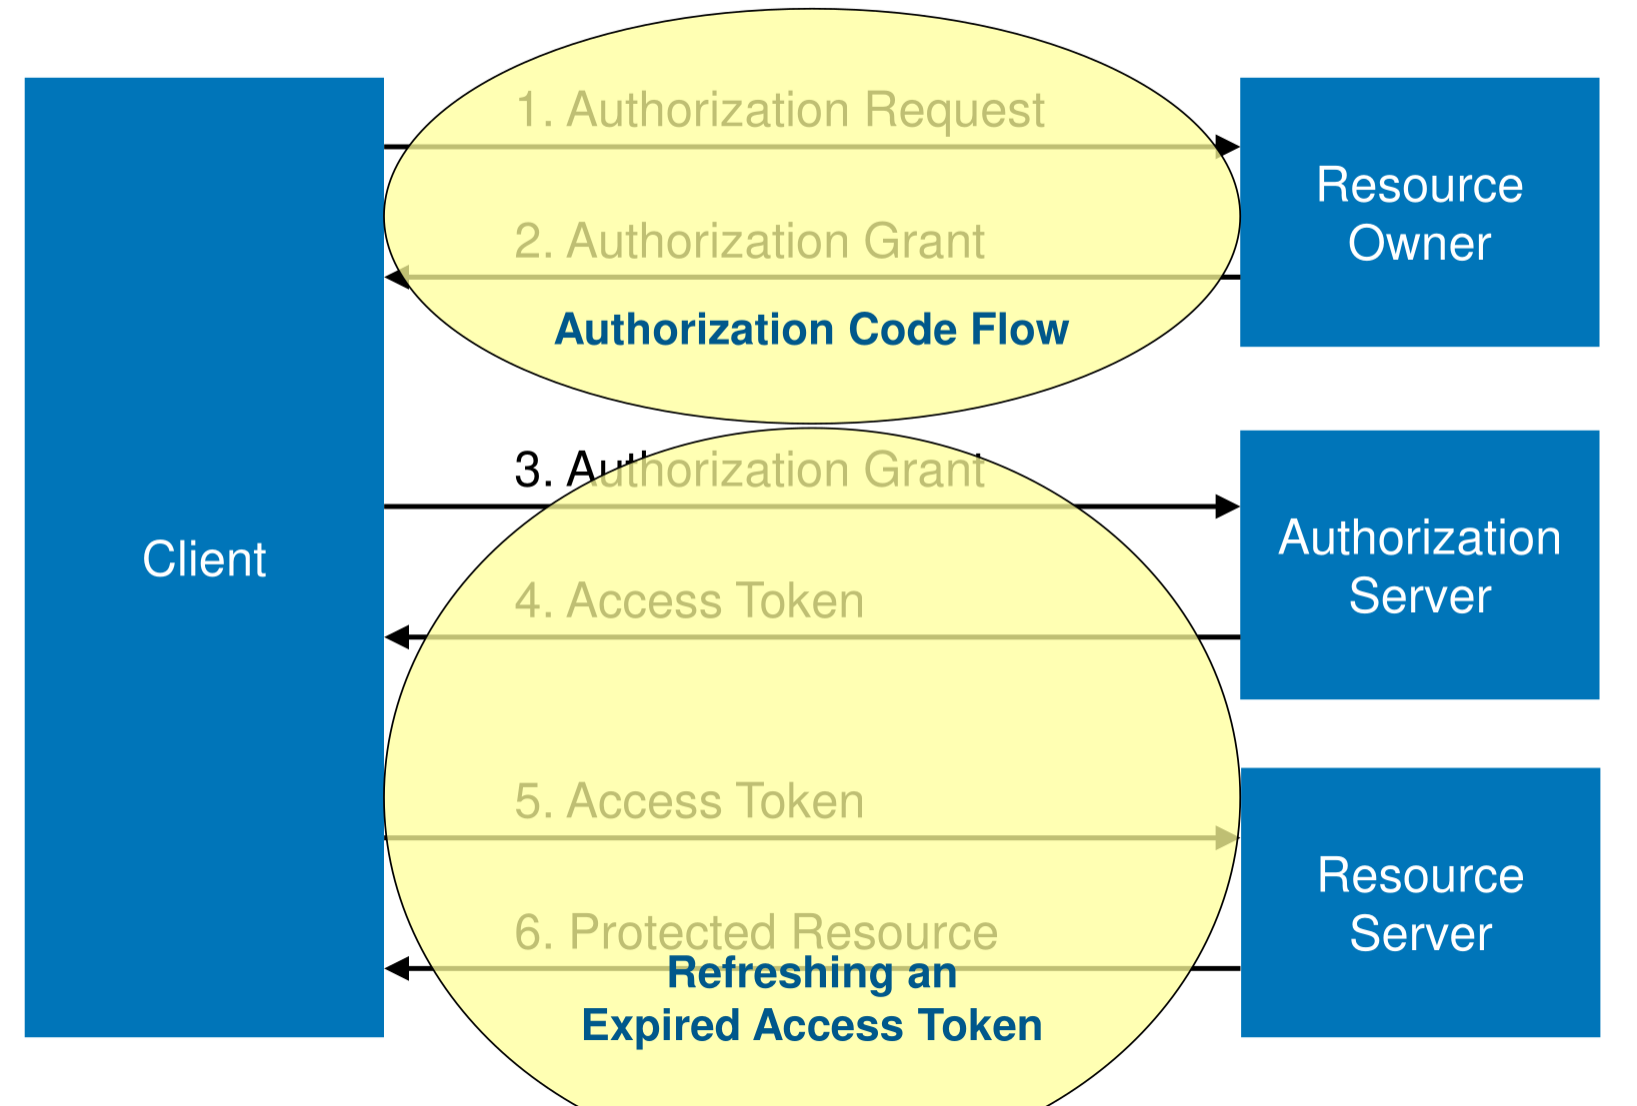 1. Authorization Request
2. Authorization Grant
Authorization Code Flow
Resource
Owner
3. Authorization Grant
4. Access Token
Authorization
Server
Client
5. Access Token
6. Protected Resource
Refreshing an
Expired Access Token
Resource
Server